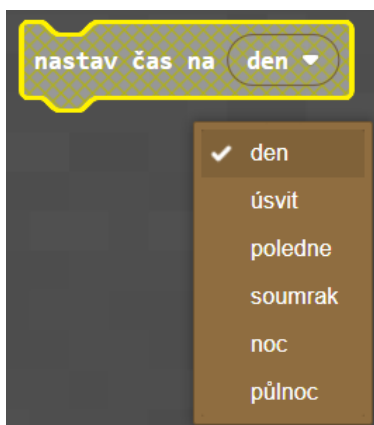 nastav čas na den
den
úsvit
poledne
soumrak
noc
půlnoc